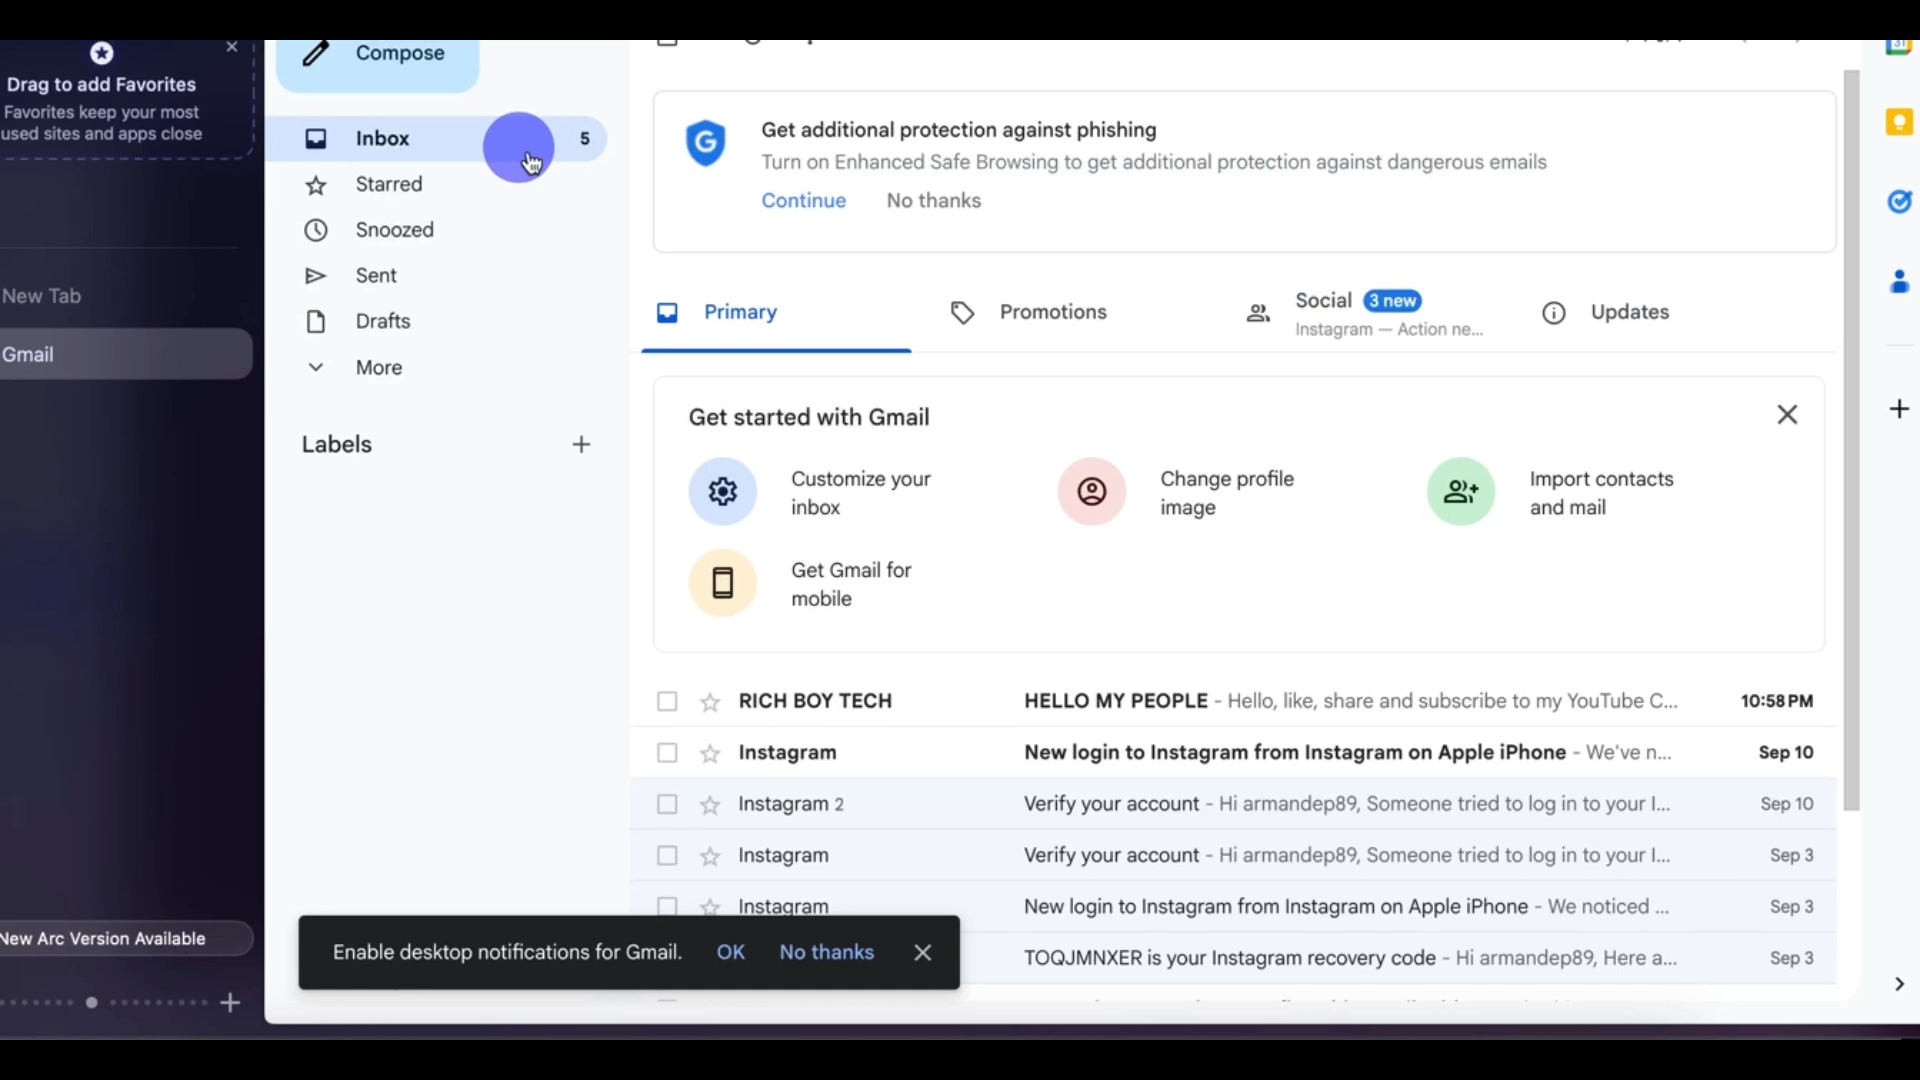 Drag to add Favorites
Favorites keep your most
used sites and apps close
New Tab
Gmail
New Arc Version Available
Compose
Inbox 5
Starred
Snoozed
Sent
Drafts
More
Labels
Get additional protection against phishing
Turn on Enhanced Safe Browsing to get additional protection against dangerous emails
Continue No thanks
Primary
Promotions
Social 3 new
Instagram — Action ne...
Updates
Get started with Gmail
Customize your
inbox
Change profile
image
Import contacts
and mail
Get Gmail for
mobile
RICH BOY TECH HELLO MY PEOPLE - Hello, like, share and subscribe to my YouTube C... 10:58 PM
Instagram New login to Instagram from Instagram on Apple iPhone - We've n... Sep 10
Instagram 2 Verify your account - Hi armandep89, Someone tried to log in to your I... Sep 10
Instagram Verify your account - Hi armandep89, Someone tried to log in to your I... Sep 3
Instagram New login to Instagram from Instagram on Apple iPhone - We noticed ... Sep 3
TOQJMNXER is your Instagram recovery code - Hi armandep89, Here a... Sep 3
Enable desktop notifications for Gmail. OK No thanks
31